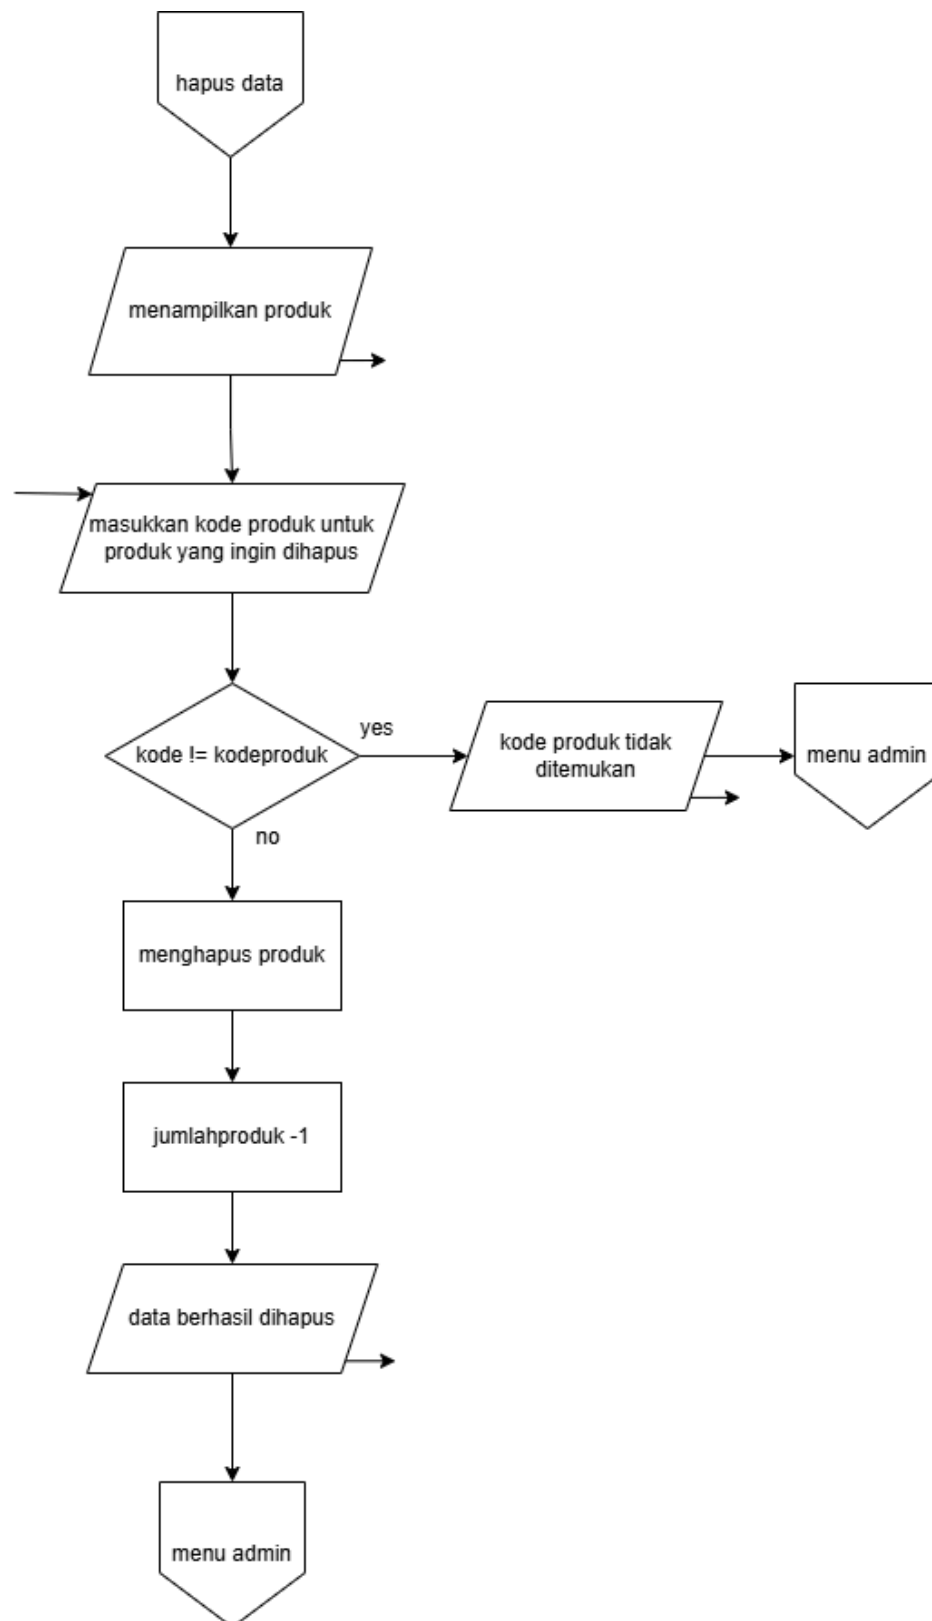 hapus data
menampilkan produk
masukkan kode produk untuk
produk yang ingin dihapus
kode != kodeproduk
yes
kode produk tidak
ditemukan
menu admin
no
menghapus produk
jumlahproduk -1
data berhasil dihapus
menu admin